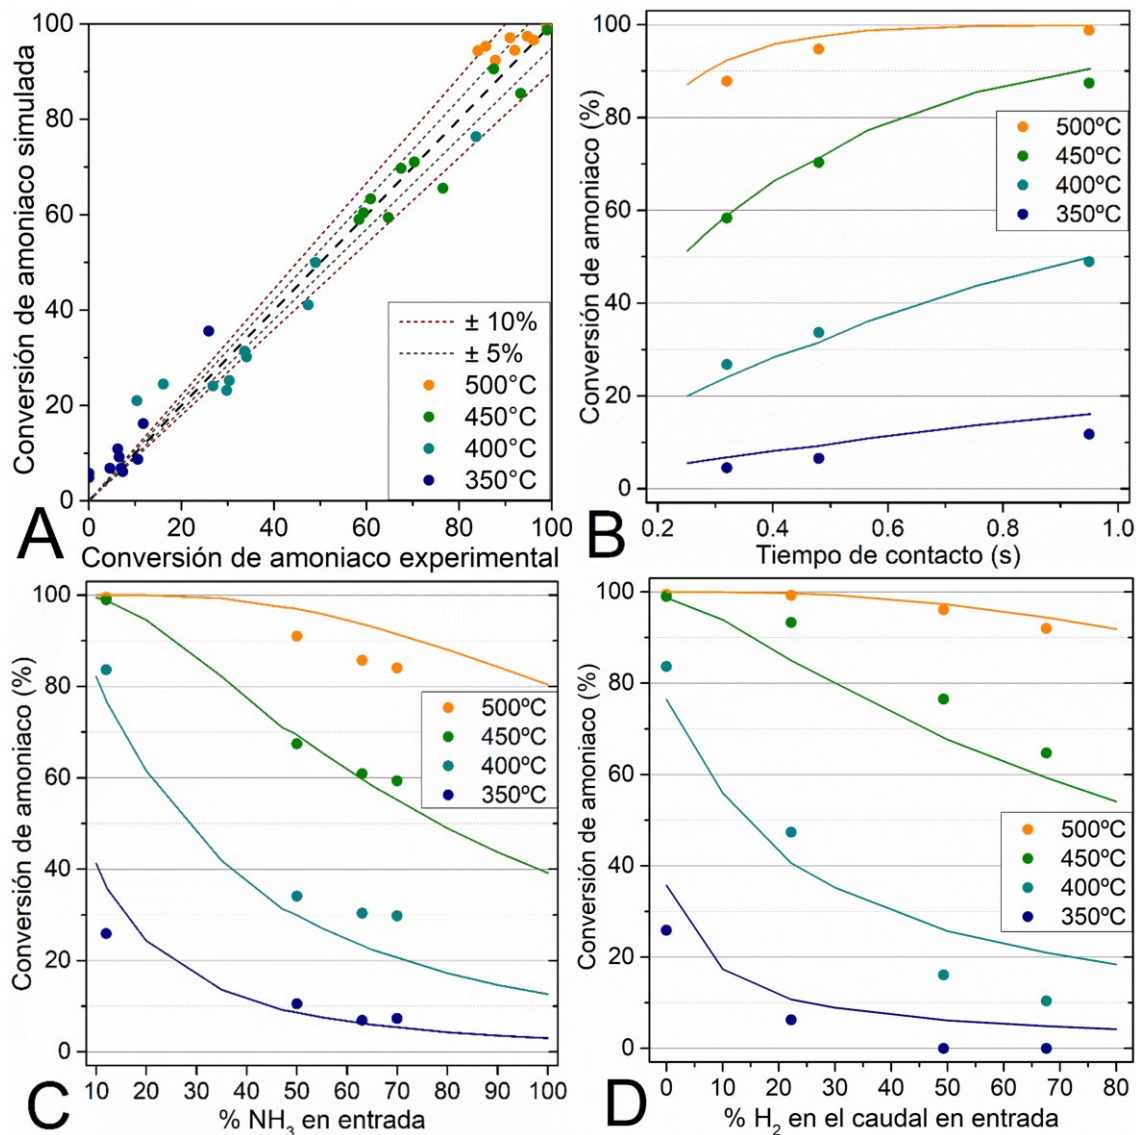 Conversión de amoniaco simulada
100
80
60
40
20
0
± 10%
± 5%
500°C
450°C
400°C
350°C
0 20 40 60 80 100
Conversión de amoniaco experimental
A
Conversión de amoniaco (%)
100
80
60
40
20
0
500ºC
450ºC
400ºC
350ºC
0.2 0.4 0.6 0.8 1.0
Tiempo de contacto (s)
B
Conversión de amoniaco (%)
100
80
60
40
20
0
500ºC
450ºC
400ºC
350ºC
10 20 30 40 50 60 70 80 90 100
% NH₃ en entrada
C
Conversión de amoniaco (%)
100
80
60
40
20
0
500ºC
450ºC
400ºC
350ºC
0 10 20 30 40 50 60 70 80
% H₂ en el caudal en entrada
D